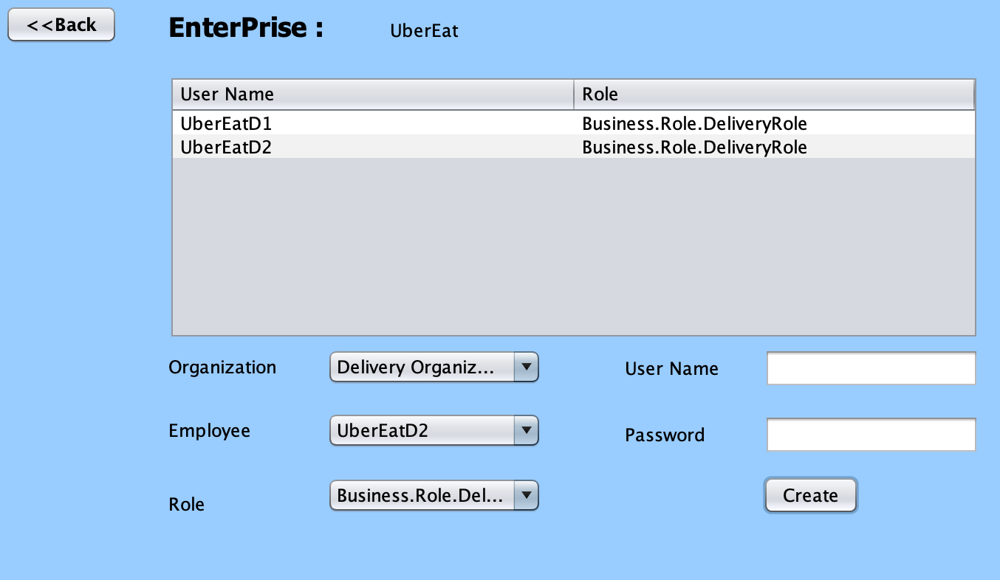 <<Back
EnterPrise :
UberEat
User Name Role
UberEatD1 Business.Role.DeliveryRole
UberEatD2 Business.Role.DeliveryRole
Organization Delivery Organiz... User Name
Employee UberEatD2 Password
Role Business.Role.Del... Create